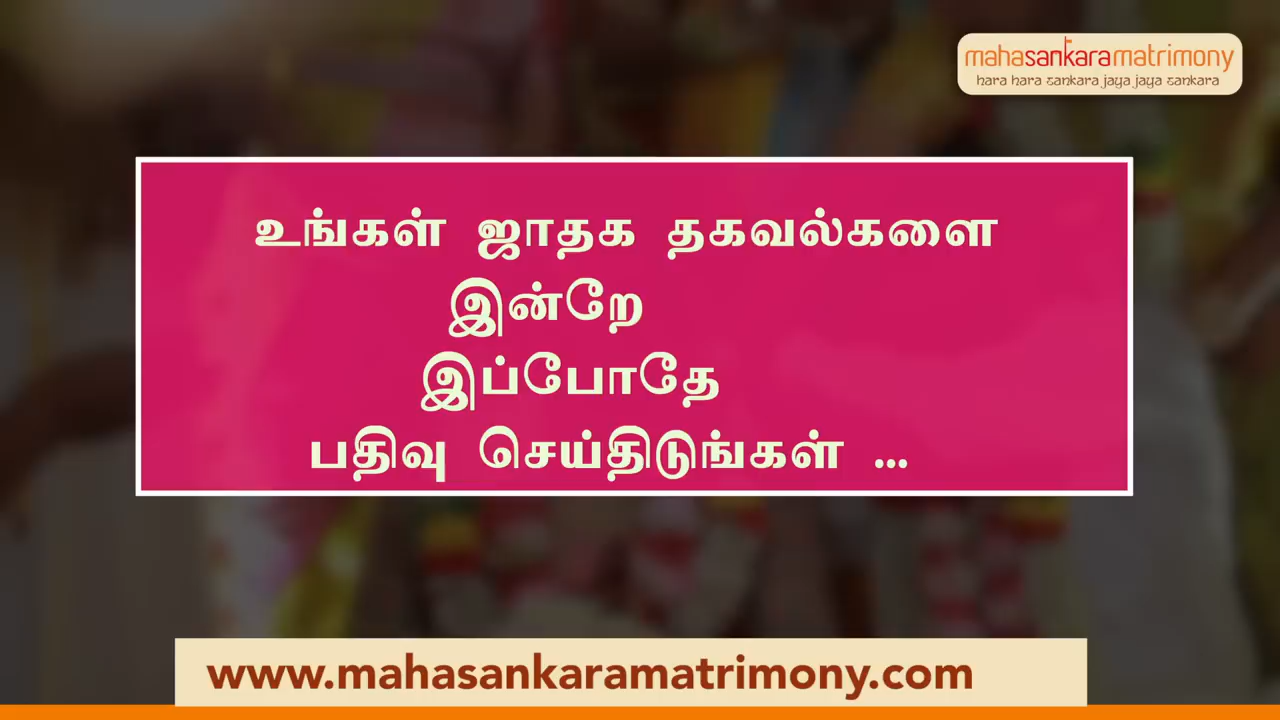 mahasankaramatrimony
hara hara sankara jaya jaya sankara
உங்கள் ஜாதக தகவல்களை
இன்றே
இப்போதே
பதிவு செய்திடுங்கள் ...
www.mahasankaramatrimony.com